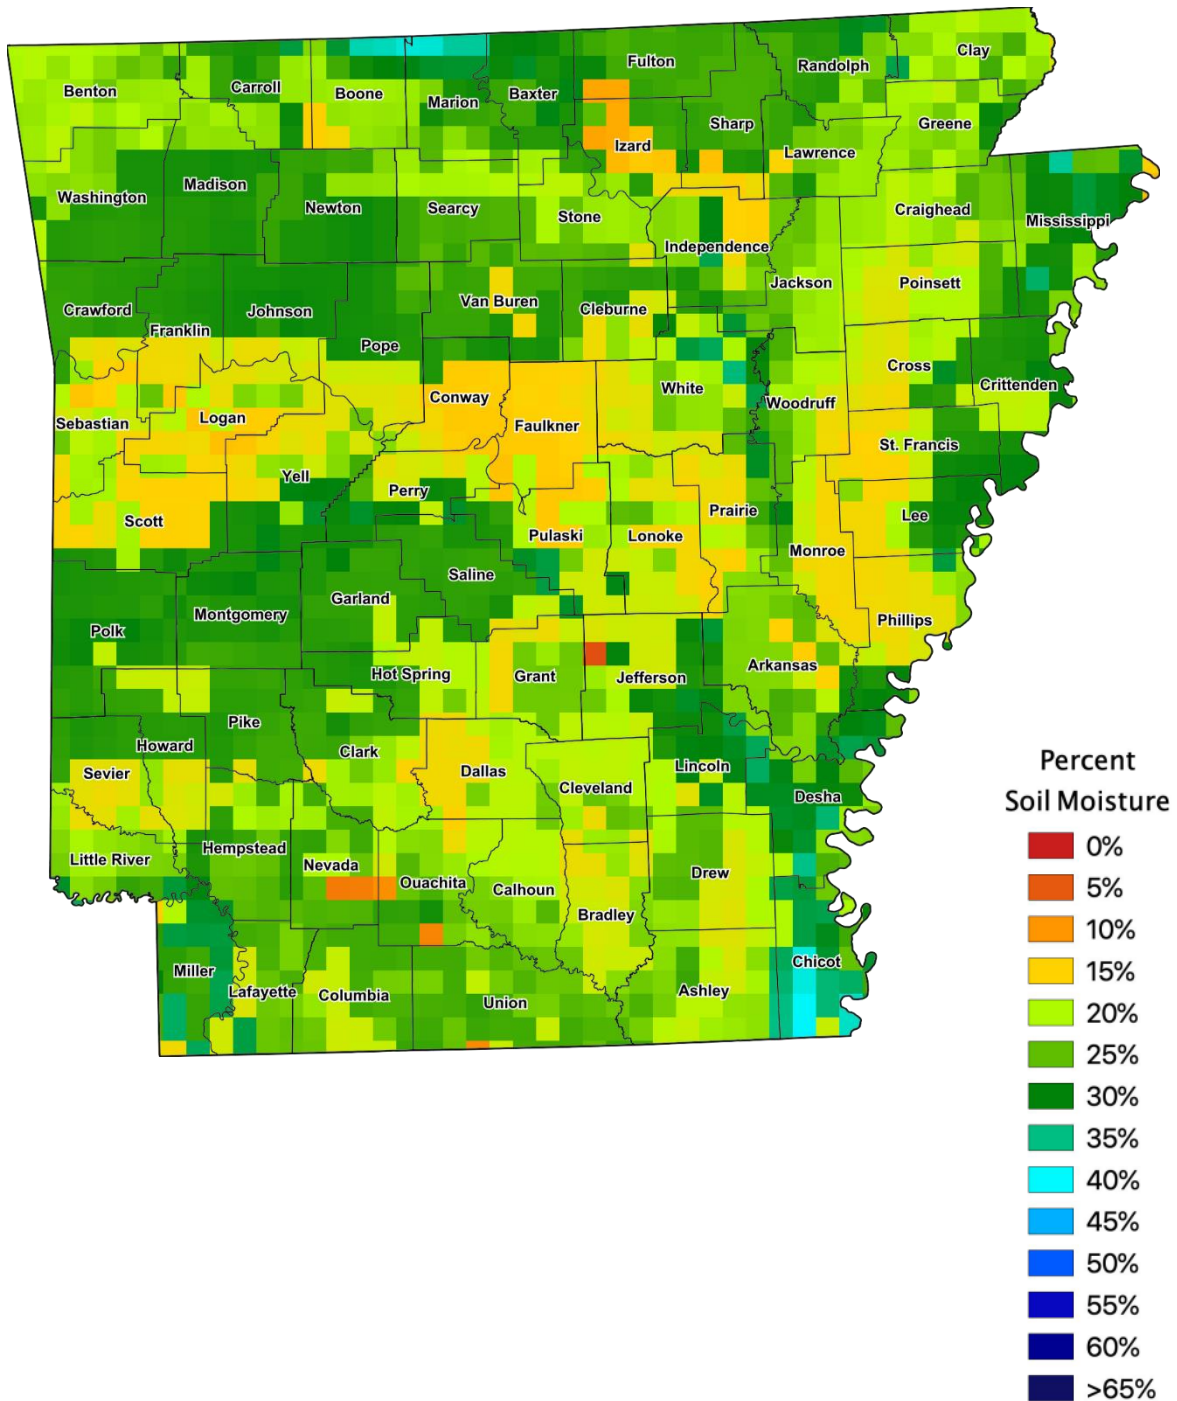 Clay
Fulton
Randolph
Carroll
Benton
Boone
Baxter
Marion
Sharp
Greene
Izard
Lawrence
Madison
Washington
Newton
Searcy
Craighead
Stone
Mississippi
Independence
Jackson
Poinsett
Van Buren
Crawford
Johnson
Cleburne
Franklin
Pope
Cross
Crittenden
White
Conway
Woodruff
Logan
Sebastian
Faulkner
St. Francis
Yell
Perry
Prairie
Lee
Scott
Pulaski
Lonoke
Monroe
Saline
Garland
Montgomery
Phillips
Polk
Arkansas
Hot Spring
Grant
Jefferson
Pike
Howard
Clark
Lincoln
Sevier
Dallas
Cleveland
Desha
Hempstead
Little River
Nevada
Drew
Ouachita
Calhoun
Bradley
Chicot
Miller
Lafayette
Columbia
Ashley
Union
Percent
Soil Moisture
0%
5%
10%
15%
20%
25%
30%
35%
40%
45%
50%
55%
60%
>65%